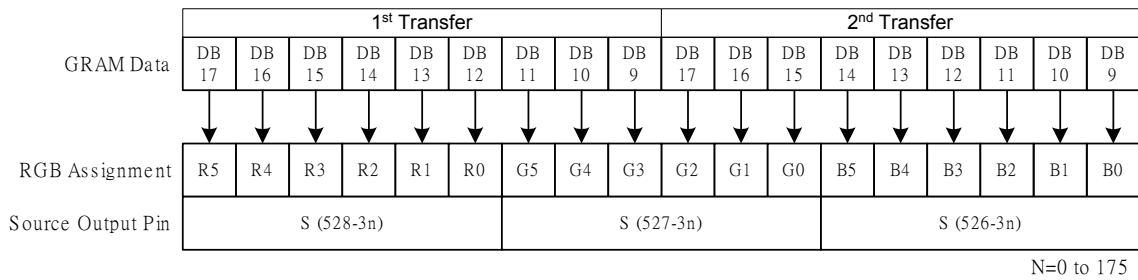 1st Transfer 2nd Transfer
GRAM Data DB 17 DB 16 DB 15 DB 14 DB 13 DB 12 DB 11 DB 10 DB 9 DB 17 DB 16 DB 15 DB 14 DB 13 DB 12 DB 11 DB 10 DB 9
RGB Assignment R5 R4 R3 R2 R1 R0 G5 G4 G3 G2 G1 G0 B5 B4 B3 B2 B1 B0
Source Output Pin S (528-3n) S (527-3n) S (526-3n)
N=0 to 175